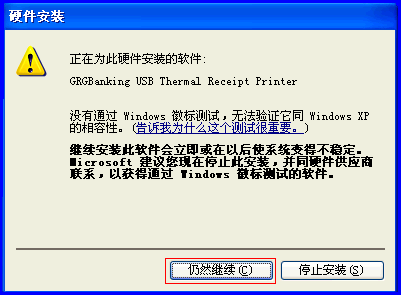 硬件安装
正在为此硬件安装的软件:
GRGBanking USB Thermal Receipt Printer
没有通过 Windows 徽标测试，无法验证它同 Windows XP
的相容性。(告诉我为什么这个测试很重要。)
继续安装此软件会立即或在以后使系统变得不稳定。
Microsoft 建议您现在停止此安装，并同硬件供应商
联系，以获得通过 Windows 徽标测试的软件。
仍然继续(C) 停止安装(S)